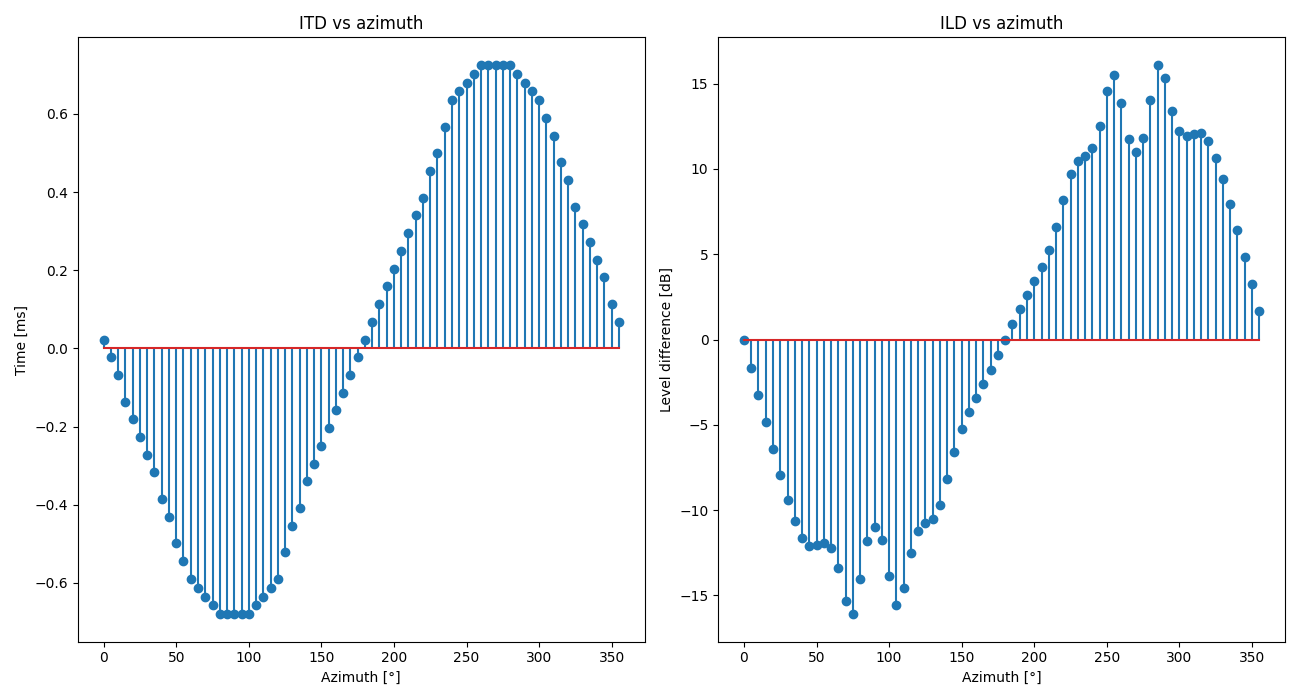 ITD vs azimuth
Time [ms]
0.6
0.4
0.2
0.0
−0.2
−0.4
−0.6
0 50 100 150 200 250 300 350
Azimuth [°]
ILD vs azimuth
Level difference [dB]
15
10
5
0
−5
−10
−15
0 50 100 150 200 250 300 350
Azimuth [°]